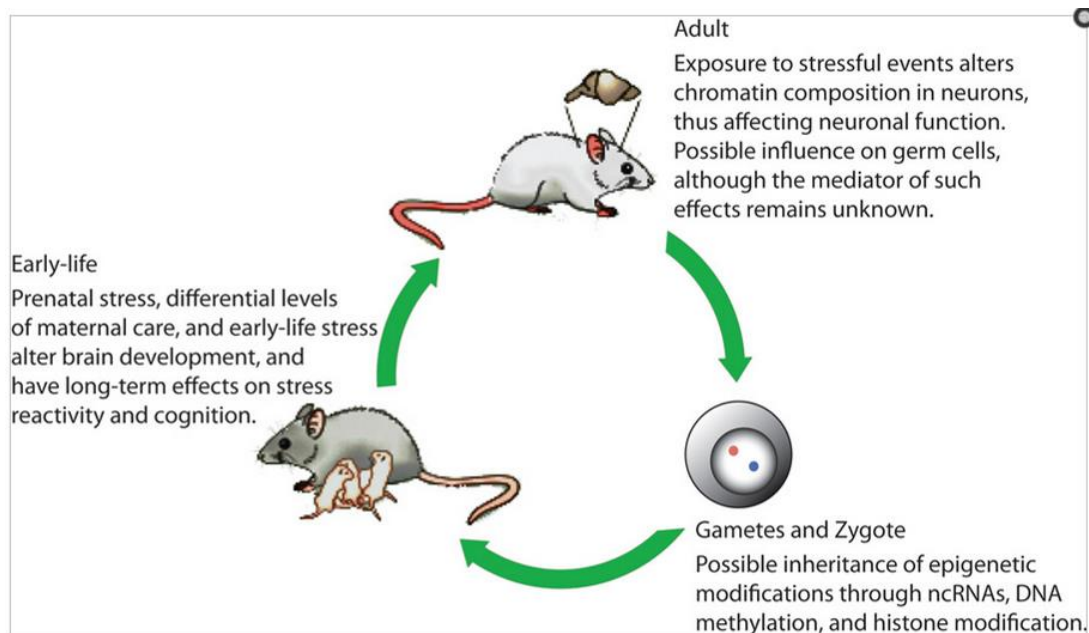 Adult
Exposure to stressful events alters
chromatin composition in neurons,
thus affecting neuronal function.
Possible influence on germ cells,
although the mediator of such
effects remains unknown.
Early-life
Prenatal stress, differential levels
of maternal care, and early-life stress
alter brain development, and
have long-term effects on stress
reactivity and cognition.
Gametes and Zygote
Possible inheritance of epigenetic
modifications through ncRNAs, DNA
methylation, and histone modification.